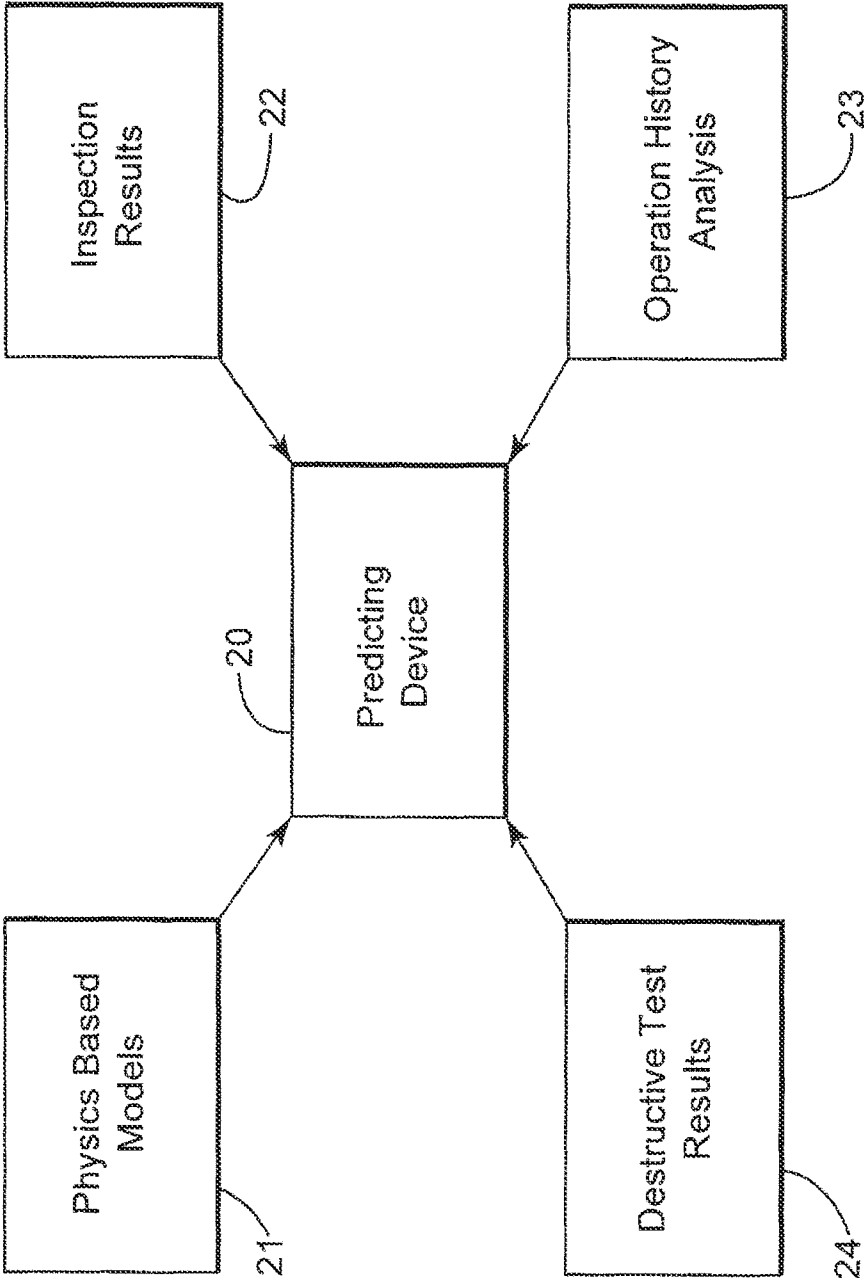 Physics Based
Models
21
Inspection
Results
22
20
Predicting
Device
Destructive Test
Results
24
Operation History
Analysis
23